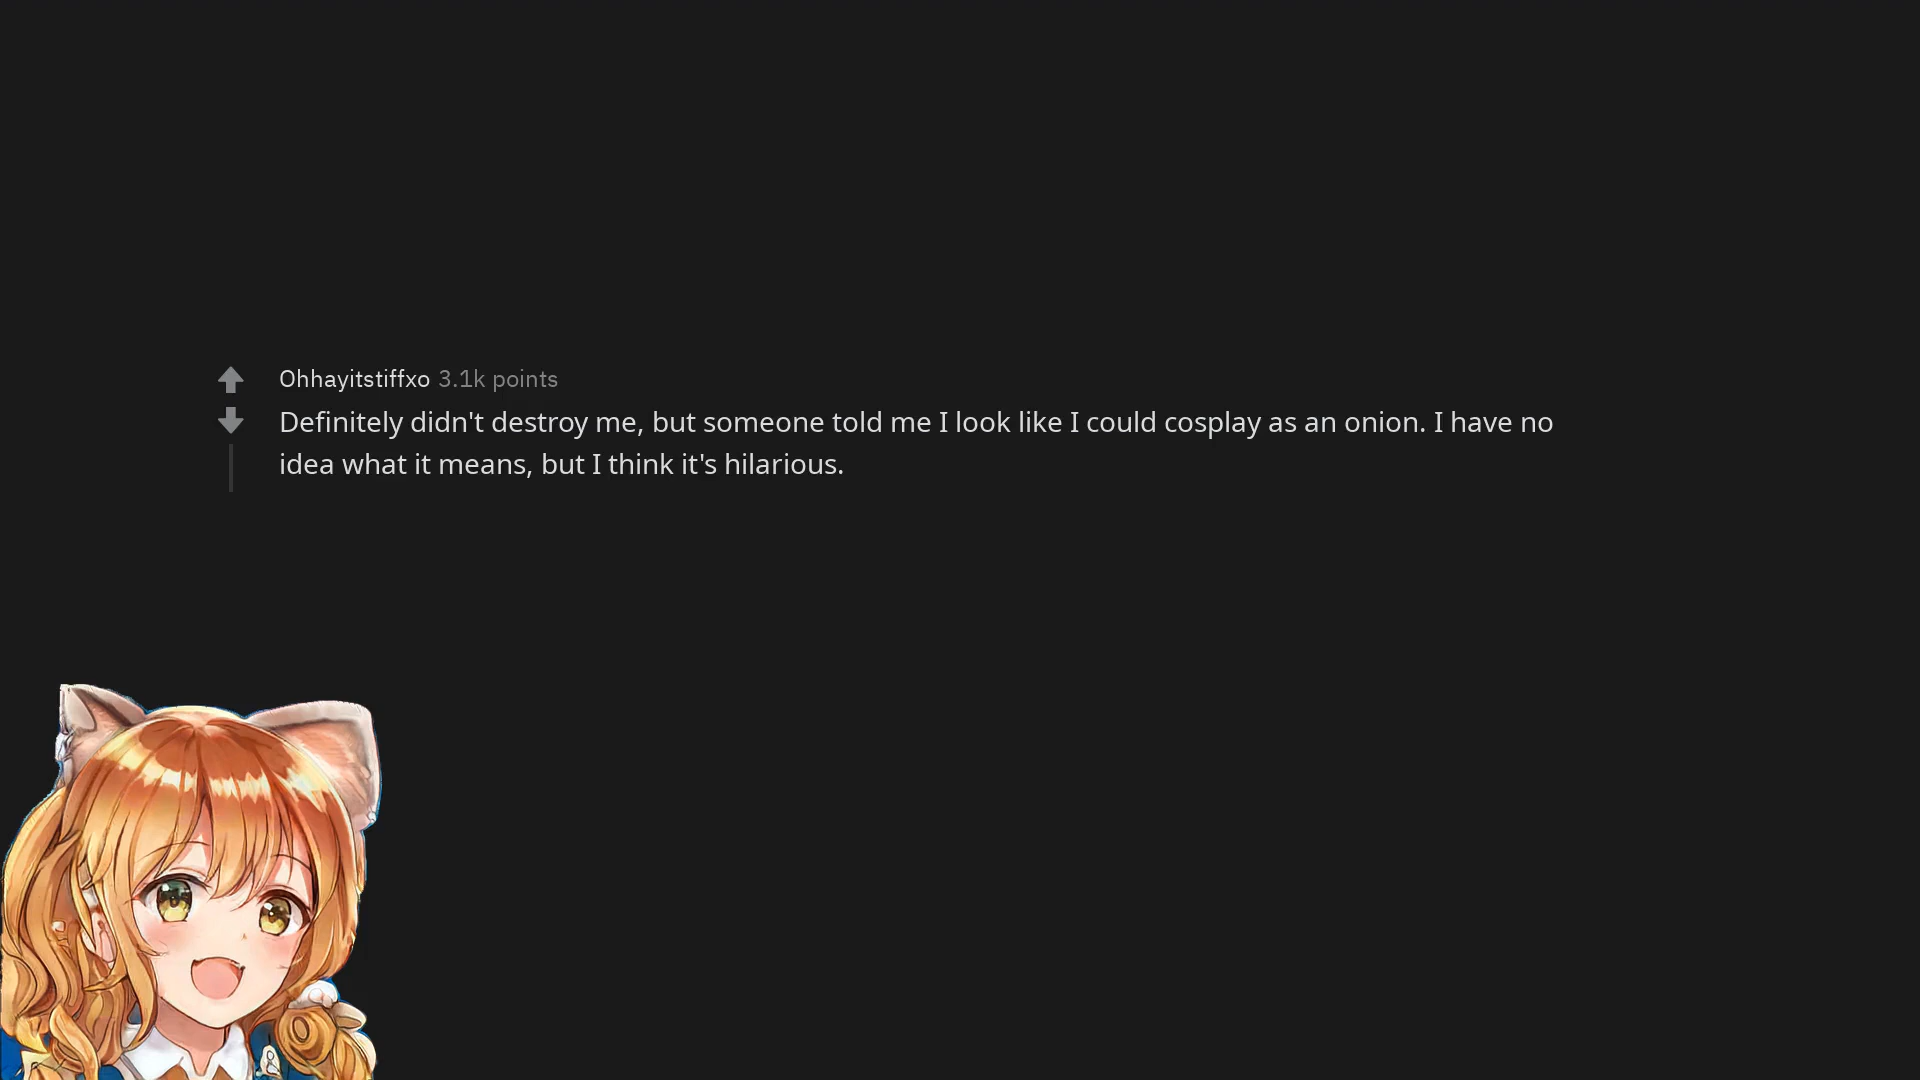 Ohhayitstiffxo 3.1k points
Definitely didn't destroy me, but someone told me I look like I could cosplay as an onion. I have no
idea what it means, but I think it's hilarious.